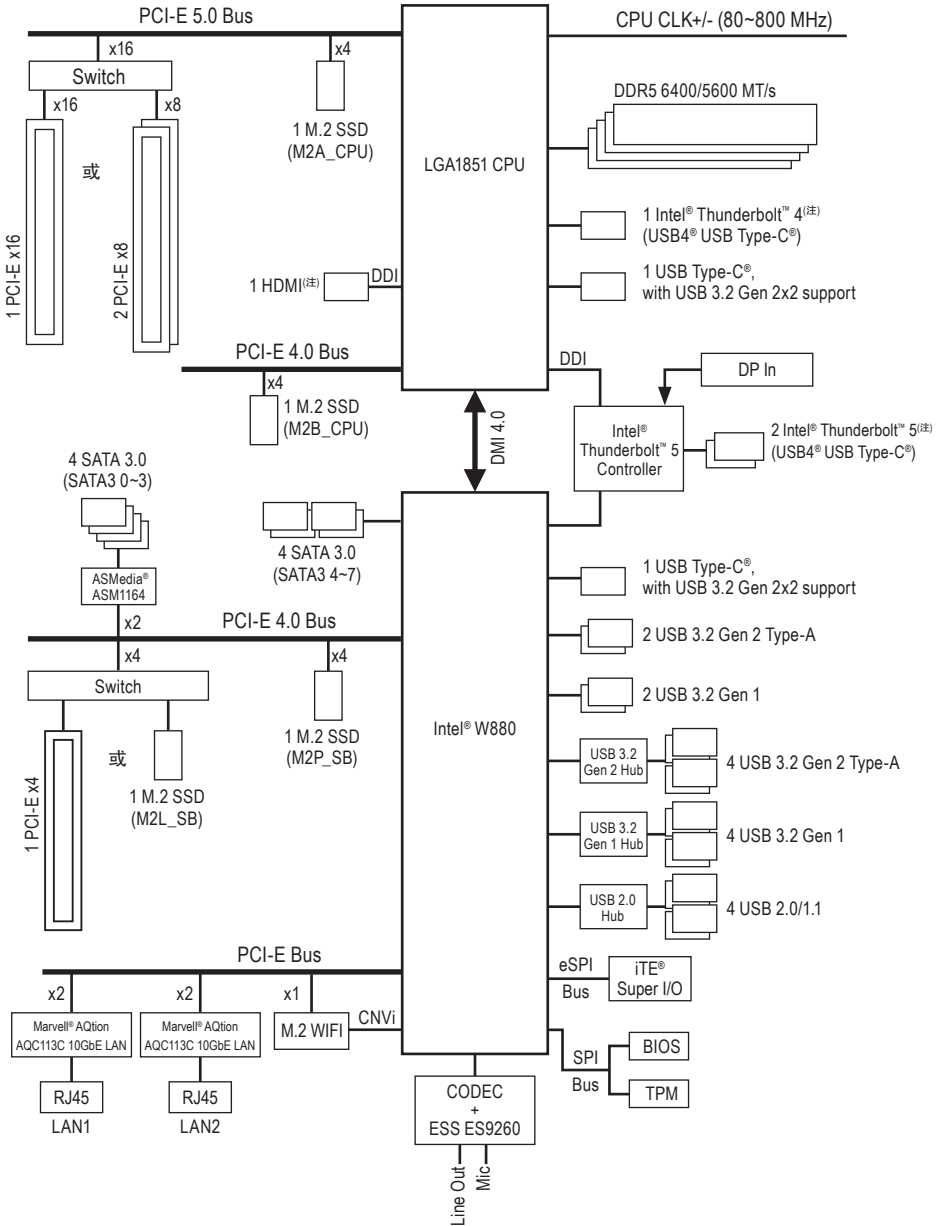 PCI-E 5.0 Bus
CPU CLK+/- (80~800 MHz)
x16
x4
Switch
x16
x8
DDR5 6400/5600 MT/s
1 M.2 SSD
(M2A_CPU)
LGA1851 CPU
或
1 PCI-E x16
2 PCI-E x8
1 Intel® Thunderbolt™ 4(注)
(USB4® USB Type-C®)
1 HDMI(注)
DDI
1 USB Type-C®,
with USB 3.2 Gen 2x2 support
PCI-E 4.0 Bus
x4
1 M.2 SSD
(M2B_CPU)
DDI
DP In
DMI 4.0
Intel®
Thunderbolt™ 5
Controller
2 Intel® Thunderbolt™ 5(注)
(USB4® USB Type-C®)
4 SATA 3.0
(SATA3 0~3)
4 SATA 3.0
(SATA3 4~7)
ASMedia®
ASM1164
x2
PCI-E 4.0 Bus
1 USB Type-C®,
with USB 3.2 Gen 2x2 support
2 USB 3.2 Gen 2 Type-A
x4
x4
Switch
2 USB 3.2 Gen 1
Intel® W880
1 M.2 SSD
(M2P_SB)
或
1 PCI-E x4
1 M.2 SSD
(M2L_SB)
USB 3.2
Gen 2 Hub
4 USB 3.2 Gen 2 Type-A
USB 3.2
Gen 1 Hub
4 USB 3.2 Gen 1
USB 2.0
Hub
4 USB 2.0/1.1
PCI-E Bus
x2
x2
x1
eSPI
Bus
iTE®
Super I/O
Marvell® AQtion
AQC113C 10GbE LAN
Marvell® AQtion
AQC113C 10GbE LAN
M.2 WIFI
CNVi
SPI
Bus
BIOS
TPM
RJ45
LAN1
RJ45
LAN2
CODEC
+
ESS ES9260
Line Out
Mic